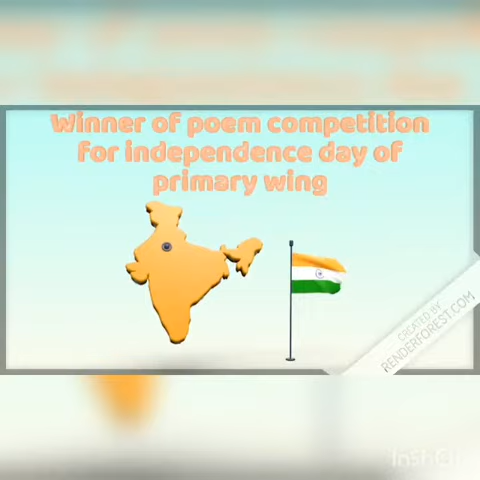 Winner of poem competition
for independence day of
primary wing
CREATED BY
RENDERFOREST.COM
InShOt